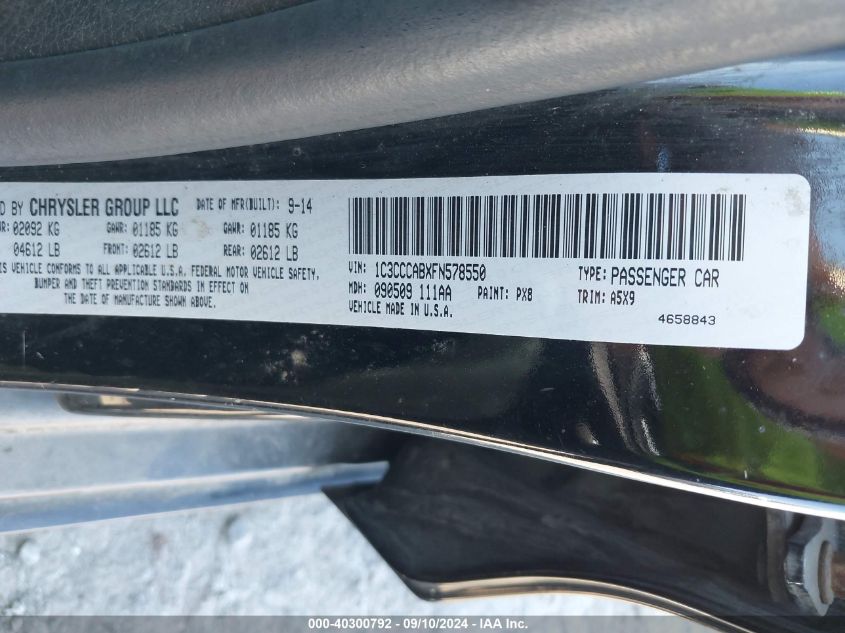 D BY CHRYSLER GROUP LLC DATE OF MFR(BUILT): 9-14
WR: 02092 KG GAWR: 01185 KG GAWR: 01185 KG
04612 LB FRONT: 02612 LB REAR: 02612 LB
IS VEHICLE CONFORMS TO ALL APPLICABLE U.S.A. FEDERAL MOTOR VEHICLE SAFETY,
BUMPER AND THEFT PREVENTION STANDARDS IN EFFECT ON
THE DATE OF MANUFACTURE SHOWN ABOVE.
VIN: 1C3CCCABXFN578550 TYPE: PASSENGER CAR
MDH: 090509 111AA PAINT: PX8 TRIM: A5X9
VEHICLE MADE IN U.S.A. 4658843
000-40300792 - 09/10/2024 - IAA Inc.